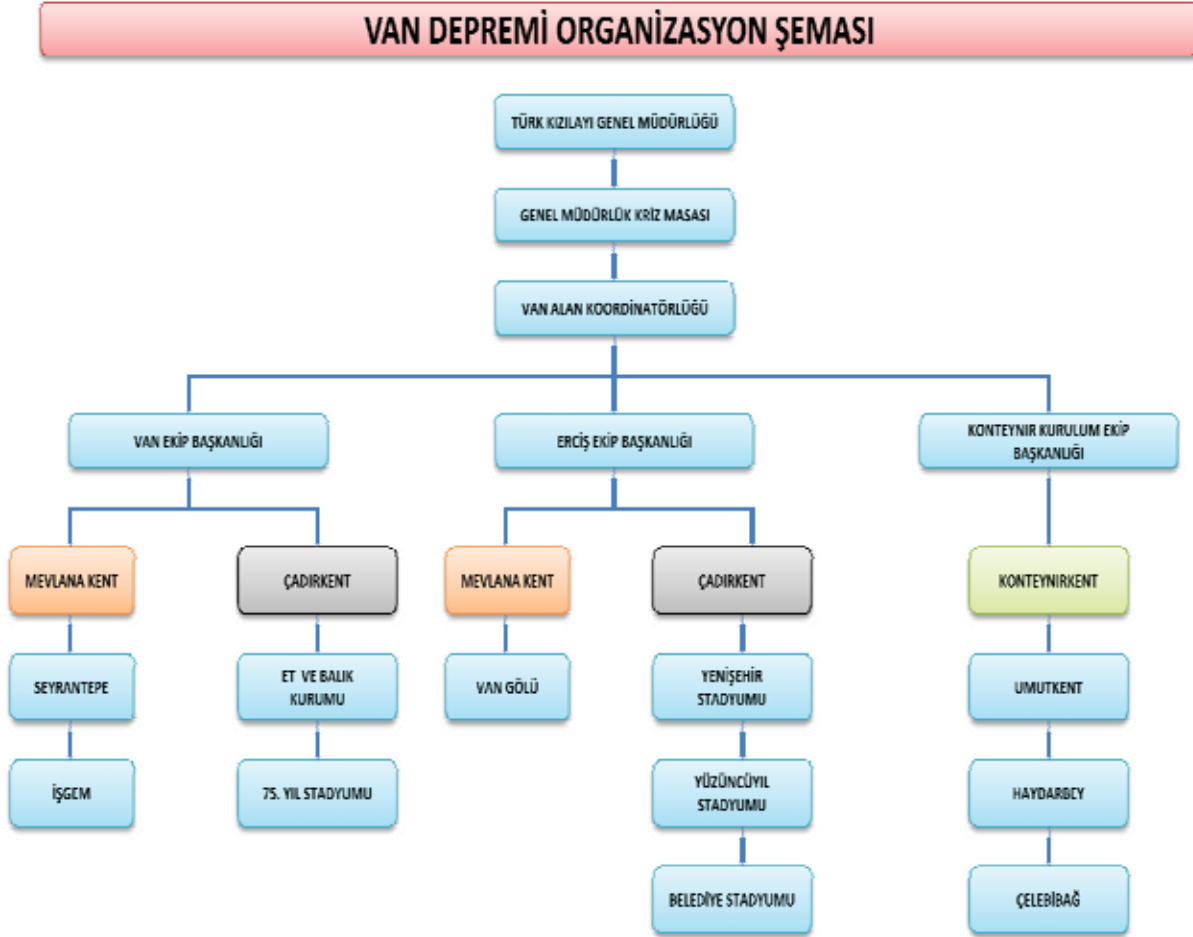 VAN DEPREMİ ORGANİZASYON ŞEMASI
TÜRK KIZILAYI GENEL MÜDÜRLÜĞÜ
GENEL MÜDÜRLÜK KRİZ MASASI
VAN ALAN KOORDİNATÖRLÜĞÜ
VAN EKİP BAŞKANLIĞI
ERCİŞ EKİP BAŞKANLIĞI
KONTEYNIR KURULUM EKİP
BAŞKANLIĞI
MEVLANA KENT
ÇADIRKENT
MEVLANA KENT
ÇADIRKENT
KONTEYNIRKENT
SEYRANTEPE
ET VE BALIK
KURUMU
VAN GÖLÜ
YENİŞEHİR
STADYUMU
UMUTKENT
İŞGEM
75. YIL STADYUMU
YÜZÜNCÜYIL
STADYUMU
HAYDARBEY
BELEDİYE STADYUMU
ÇELEBİBAĞ